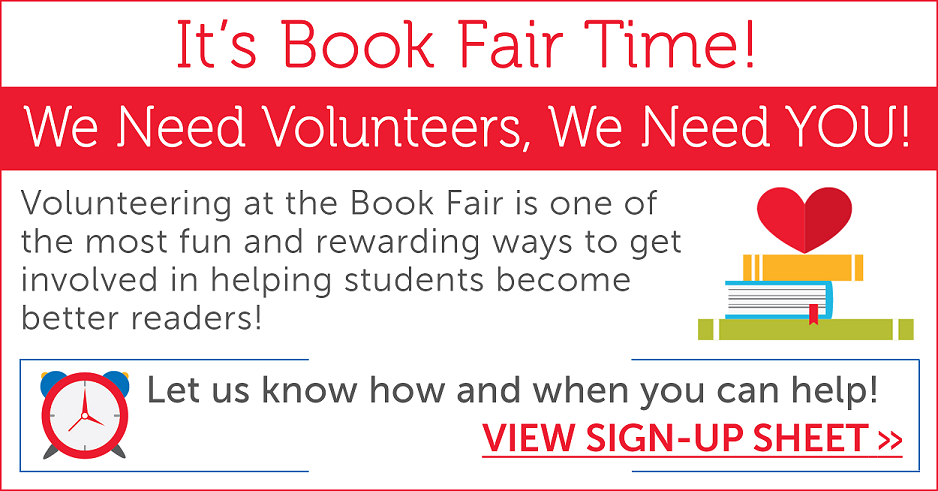 It's Book Fair Time!
We Need Volunteers, We Need YOU!
Volunteering at the Book Fair is one of
the most fun and rewarding ways to get
involved in helping students become
better readers!
Let us know how and when you can help!
VIEW SIGN-UP SHEET >>